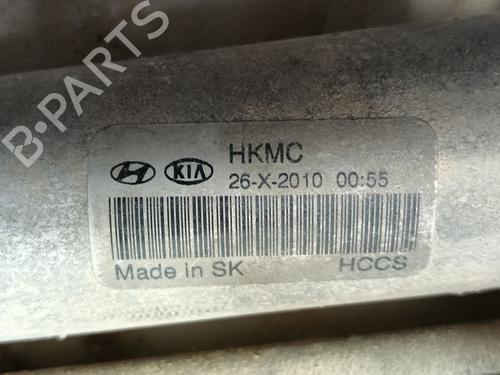 B-PARTS
KIA HKMC
26-X-2010 00:55
Made in SK HCCS